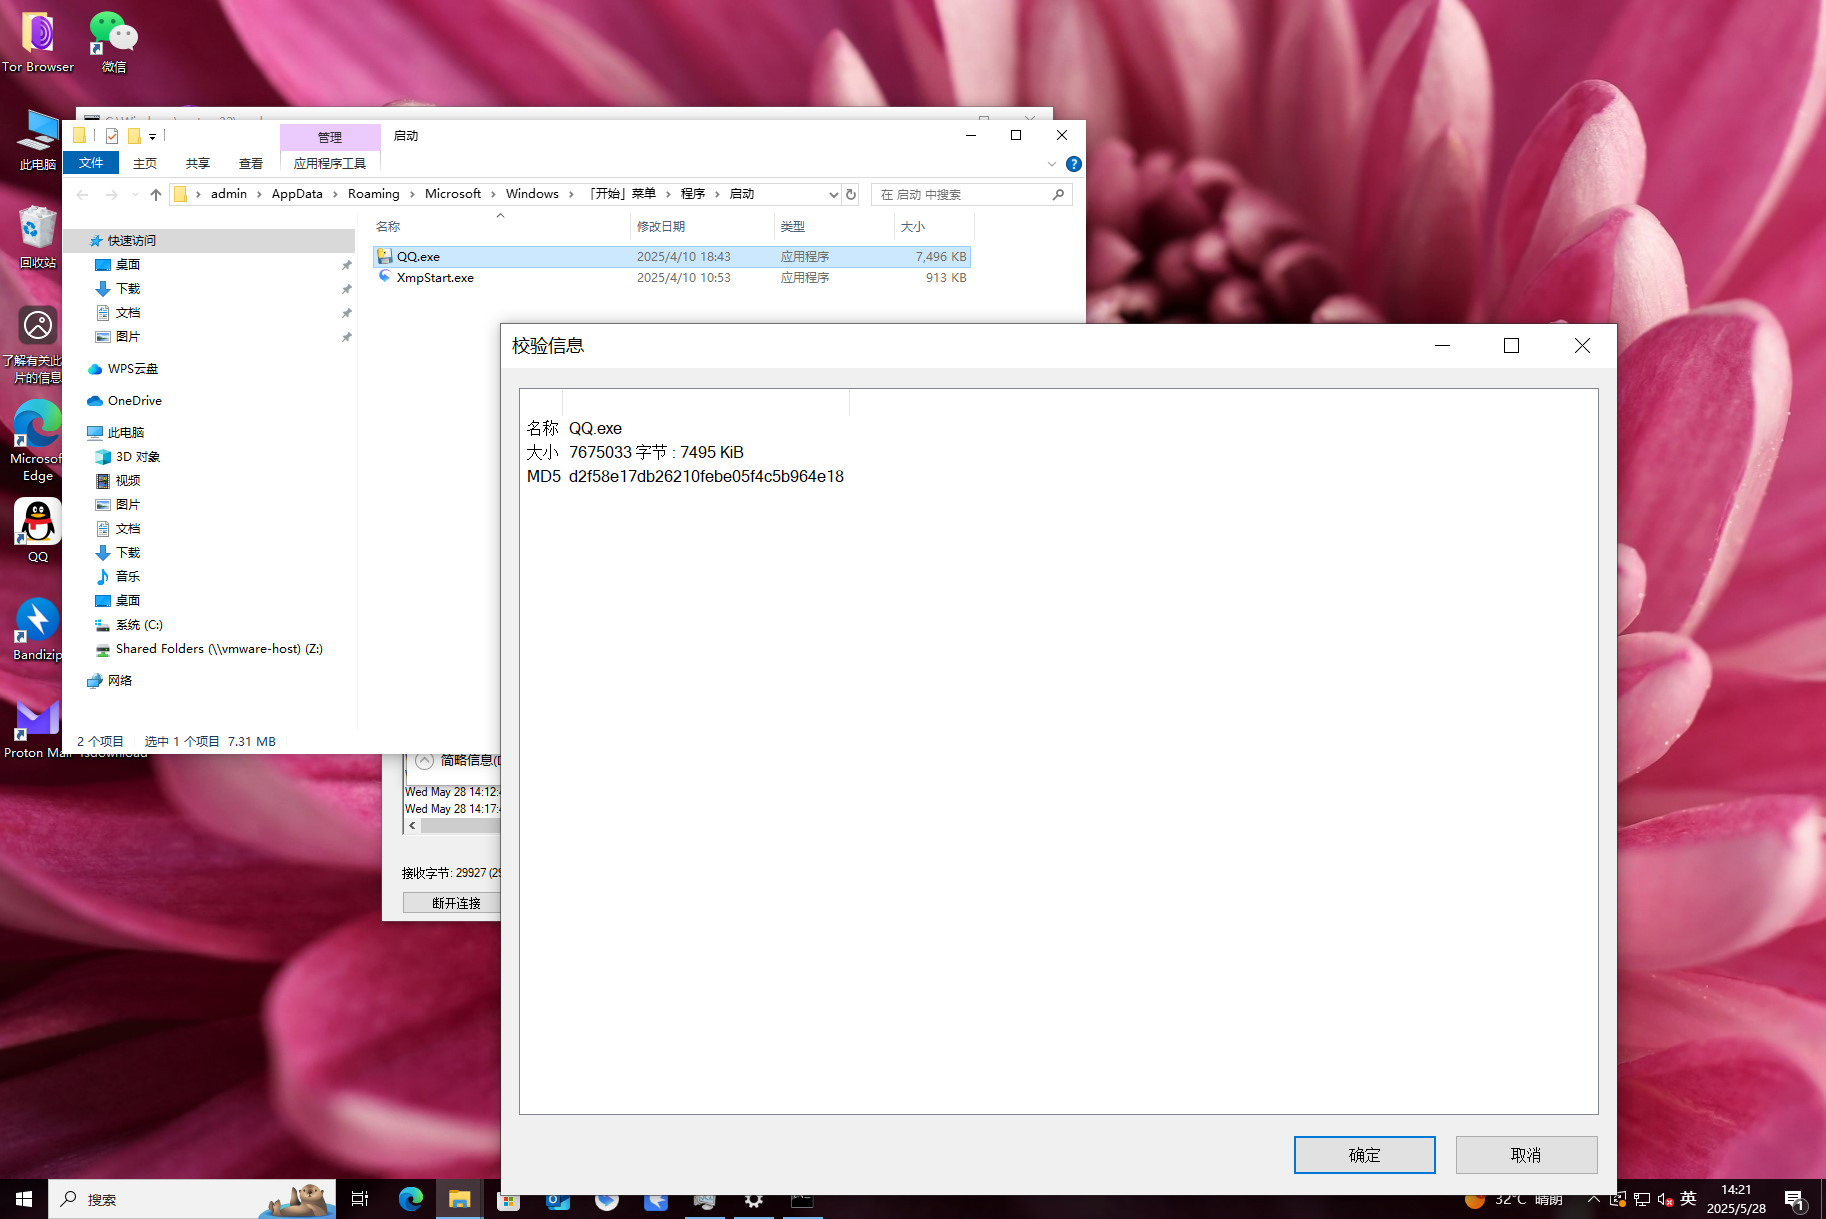 Tor Browser
微信
此电脑
回收站
了解有关此
片的信息
Microsof
Edge
QQ
Bandizip
Proton Mail
管理
启动
文件
主页
共享
查看
应用程序工具
admin
AppData
Roaming
Microsoft
Windows
「开始」菜单
程序
启动
在 启动 中搜索
快速访问
桌面
下载
文档
图片
WPS云盘
OneDrive
此电脑
3D 对象
视频
图片
文档
下载
音乐
桌面
系统 (C:)
Shared Folders (\\vmware-host) (Z:)
网络
名称 修改日期 类型 大小
QQ.exe 2025/4/10 18:43 应用程序 7,496 KB
XmpStart.exe 2025/4/10 10:53 应用程序 913 KB
2 个项目 选中 1 个项目 7.31 MB
校验信息
名称 QQ.exe
大小 7675033 字节 : 7495 KiB
MD5 d2f58e17db26210febe05f4c5b964e18
确定
取消
简略信息(D
Wed May 28 14:12:
Wed May 28 14:17:
接收字节: 29927 (29
断开连接
搜索
32°C 晴朗
英
14:21
2025/5/28
1